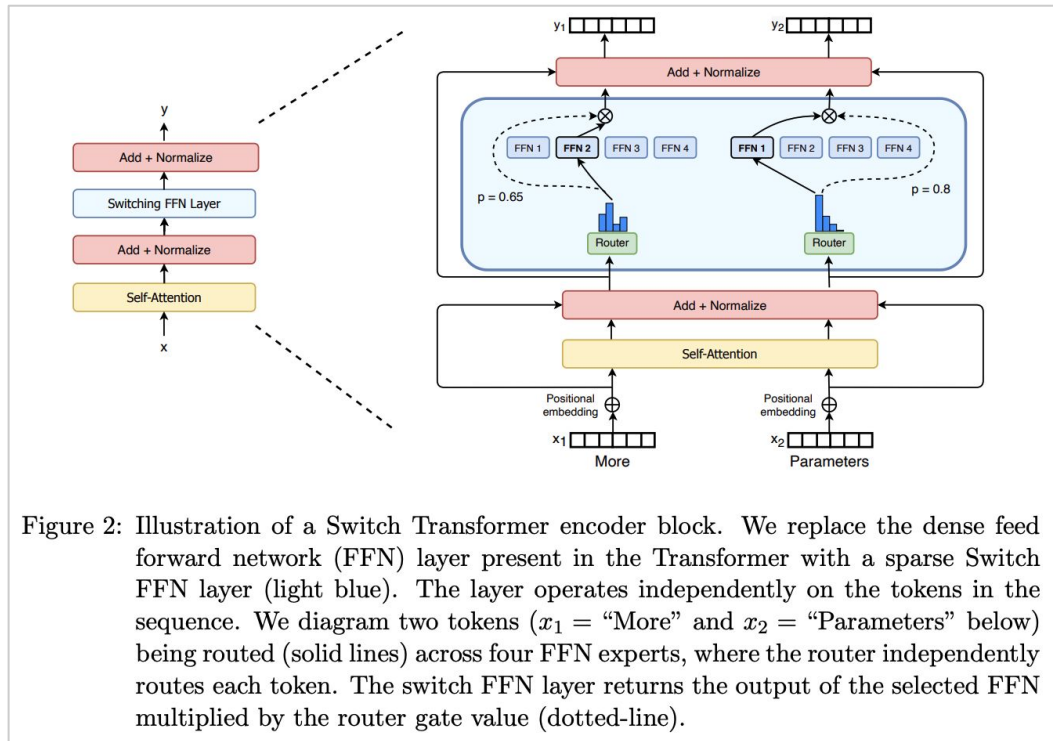 y
Add + Normalize
Switching FFN Layer
Add + Normalize
Self-Attention
x
y1 y2
Add + Normalize
FFN 1 FFN 2 FFN 3 FFN 4 FFN 1 FFN 2 FFN 3 FFN 4
p = 0.65 p = 0.8
Router Router
Add + Normalize
Self-Attention
Positional embedding Positional embedding
x1 x2
More Parameters
Figure 2: Illustration of a Switch Transformer encoder block. We replace the dense feed
forward network (FFN) layer present in the Transformer with a sparse Switch
FFN layer (light blue). The layer operates independently on the tokens in the
sequence. We diagram two tokens (x1 = “More” and x2 = “Parameters” below)
being routed (solid lines) across four FFN experts, where the router independently
routes each token. The switch FFN layer returns the output of the selected FFN
multiplied by the router gate value (dotted-line).